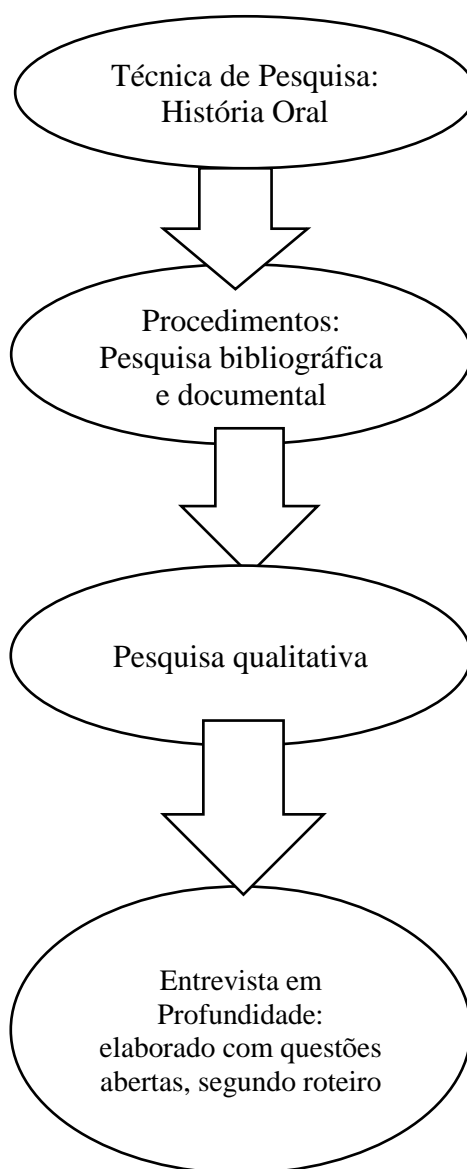 Técnica de Pesquisa:
História Oral
Procedimentos:
Pesquisa bibliográfica
e documental
Pesquisa qualitativa
Entrevista em
Profundidade:
elaborado com questões
abertas, segundo roteiro